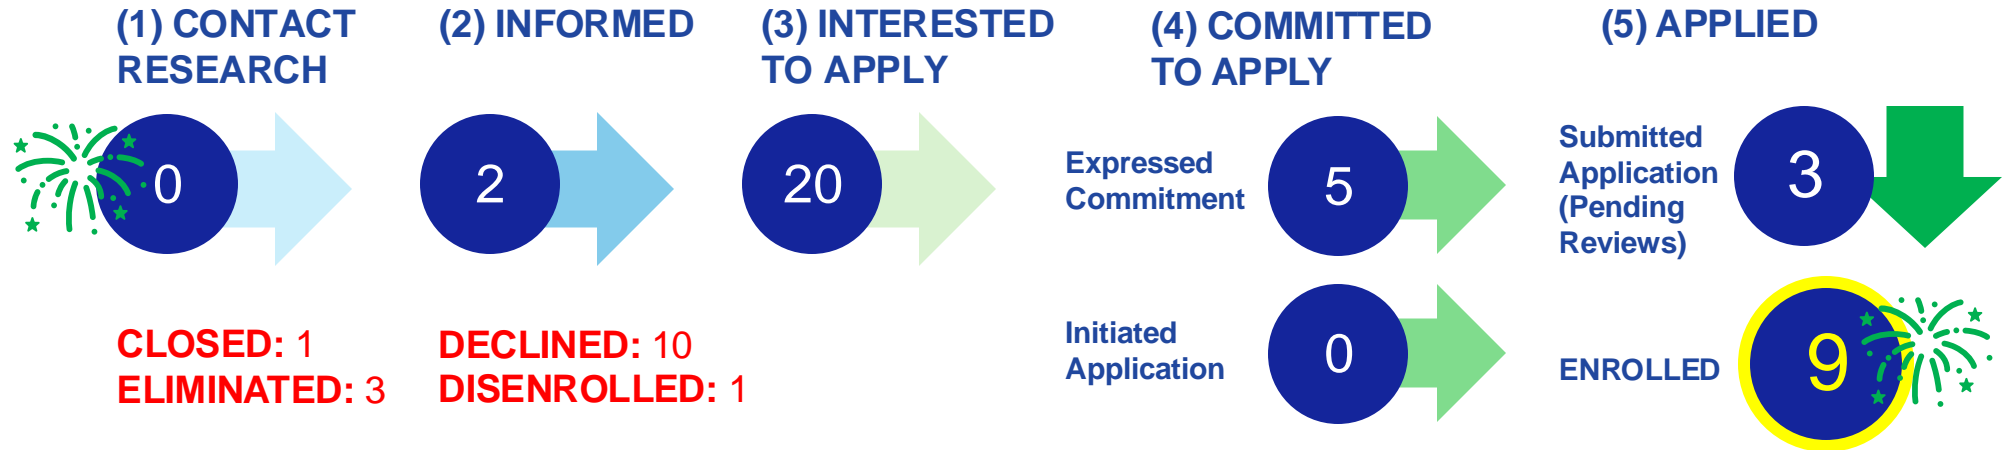 (1) CONTACT
RESEARCH
0
CLOSED: 1
ELIMINATED: 3
(2) INFORMED
2
DECLINED: 10
DISENROLLED: 1
(3) INTERESTED
TO APPLY
20
(4) COMMITTED
TO APPLY
Expressed
Commitment
5
Initiated
Application
0
(5) APPLIED
Submitted
Application
(Pending
Reviews)
3
ENROLLED
9